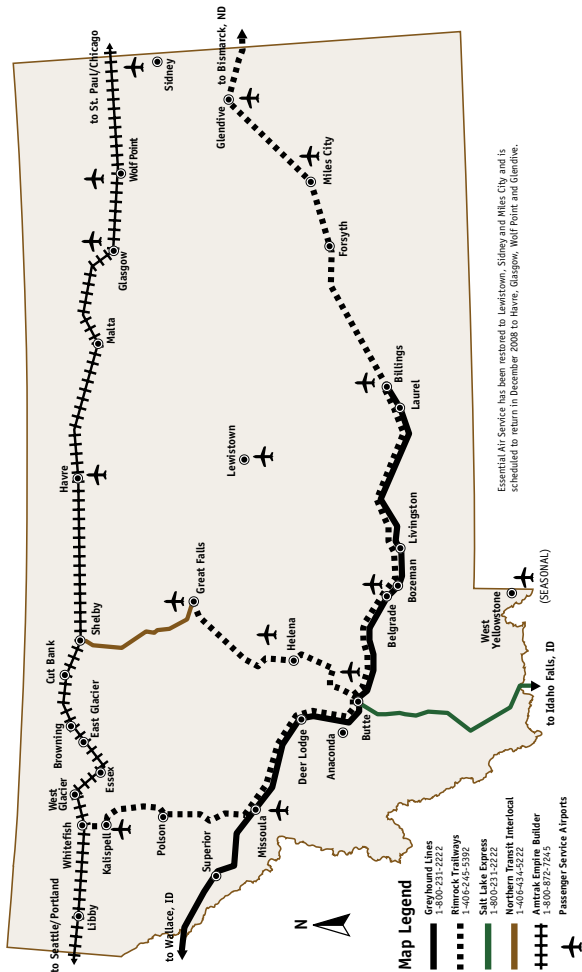 to Seattle/Portland
Libby
Whitefish
Kalispell
West
Glacier
Essex
East Glacier
Browning
Cut Bank
Shelby
Havre
Malta
Glasgow
Wolf Point
to St. Paul/Chicago
Sidney
Polson
Great Falls
Lewistown
Glendive
to Bismarck, ND
to Wallace, ID
Superior
Missoula
Helena
Miles City
Forsyth
Deer Lodge
Anaconda
Butte
Belgrade
Bozeman
Livingston
Laurel
Billings
West
Yellowstone
(SEASONAL)
to Idaho Falls, ID
N
Map Legend
Greyhound Lines
1-800-231-2222
Rimrock Trailways
1-406-245-5392
Salt Lake Express
1-800-231-2222
Northern Transit Interlocal
1-406-434-5222
Amtrak Empire Builder
1-800-872-7245
Passenger Service Airports
Essential Air Service has been restored to Lewistown, Sidney and Miles City and is
scheduled to return in December 2008 to Havre, Glasgow, Wolf Point and Glendive.